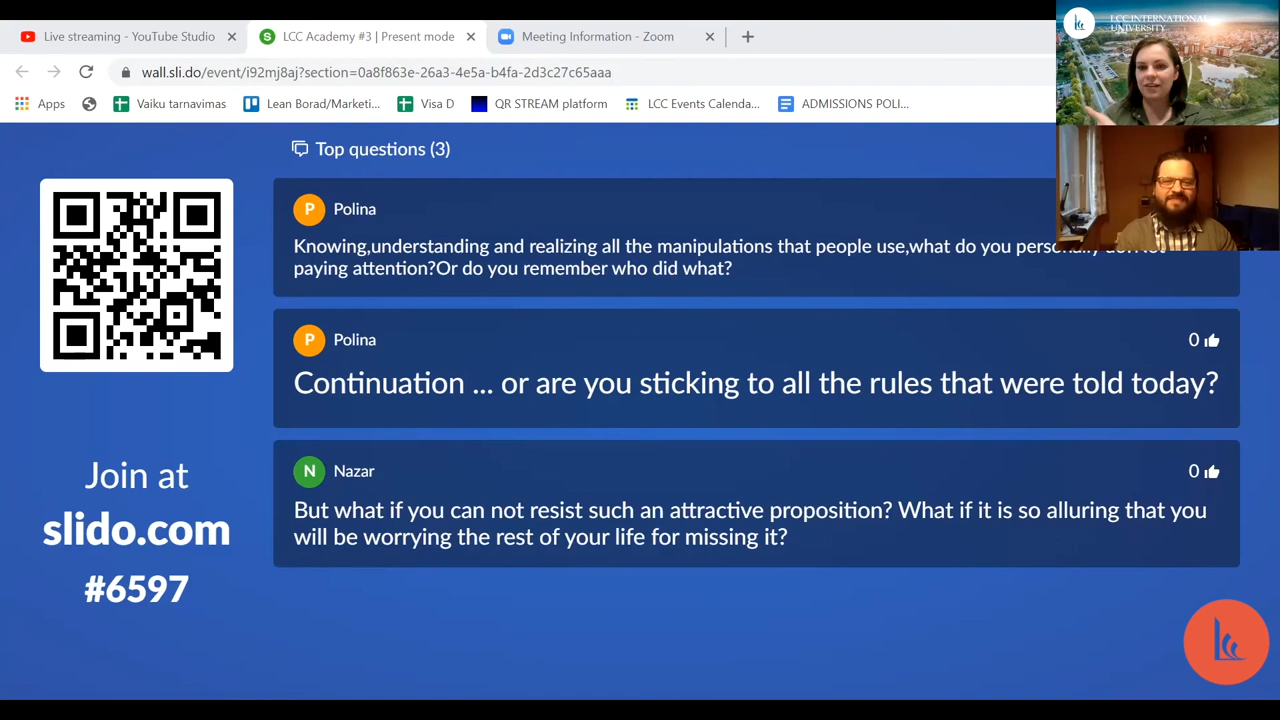 Live streaming - YouTube Studio
LCC Academy #3 | Presen
Meeting Information - Zoom
wall.sli.do/event/i92mj8aj?section=0a8f863e-26a3-4e5a-b4fa-2d3c27c65aaa
Apps
Vaiku tarnavimas
Lean Borad/Marketi...
Visa D
QR STREAM platform
LCC Events Calenda...
ADMISSIONS POLI...
LCC INTERNATIONAL
UNIVERSITY
Top questions (3)
P Polina
Knowing,understanding and realizing all the manipulations that people use,what do you personally
paying attention?Or do you remember who did what?
P Polina
0
Continuation ... or are you sticking to all the rules that were told today?
N Nazar
0
But what if you can not resist such an attractive proposition? What if it is so alluring that you
will be worrying the rest of your life for missing it?
Join at
slido.com
#6597
lcc